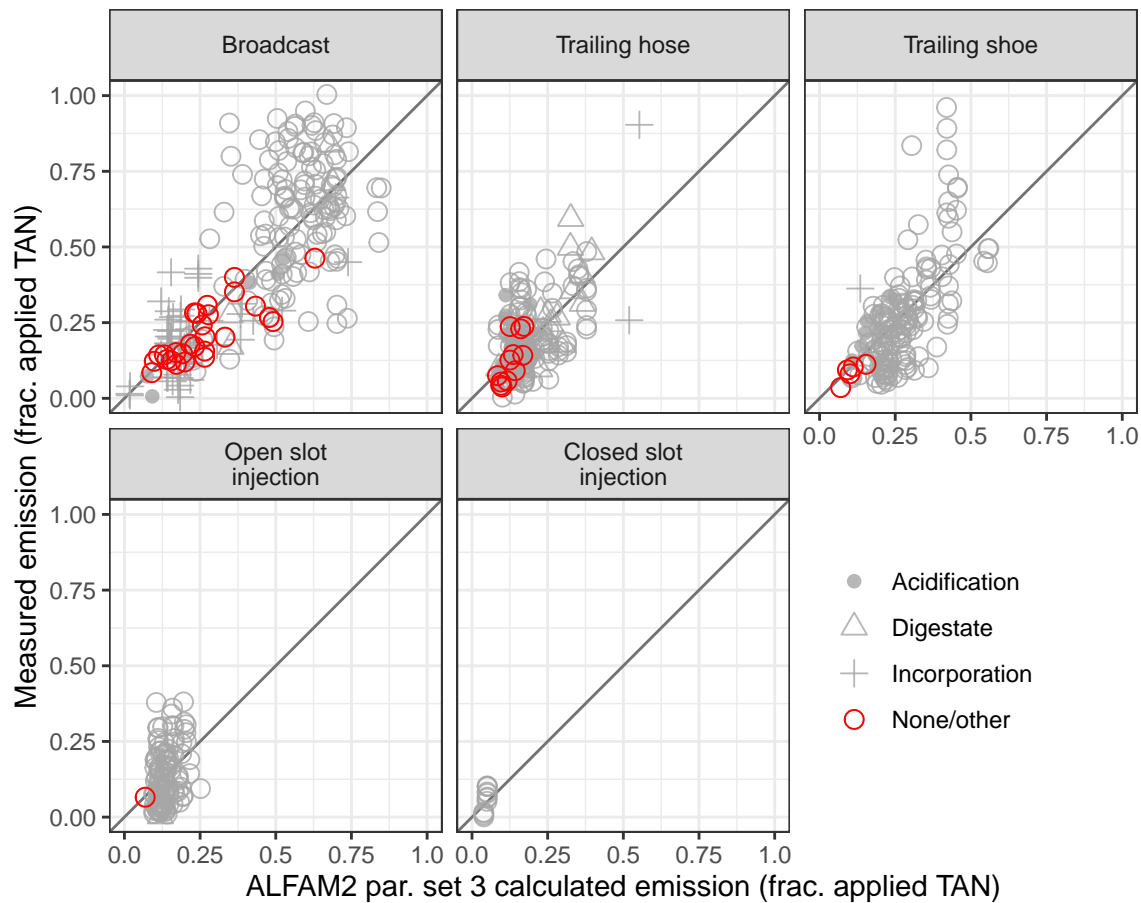 Broadcast
Trailing hose
Trailing shoe
1.00
0.75
0.50
0.25
0.00
0.0 0.25 0.50 0.75 1.0
Open slot
injection
Closed slot
injection
1.00
0.75
0.50
0.25
0.00
0.0 0.25 0.50 0.75 1.0
0.0 0.25 0.50 0.75 1.0
Measured emission (frac. applied TAN)
ALFAM2 par. set 3 calculated emission (frac. applied TAN)
Acidification
Digestate
Incorporation
None/other